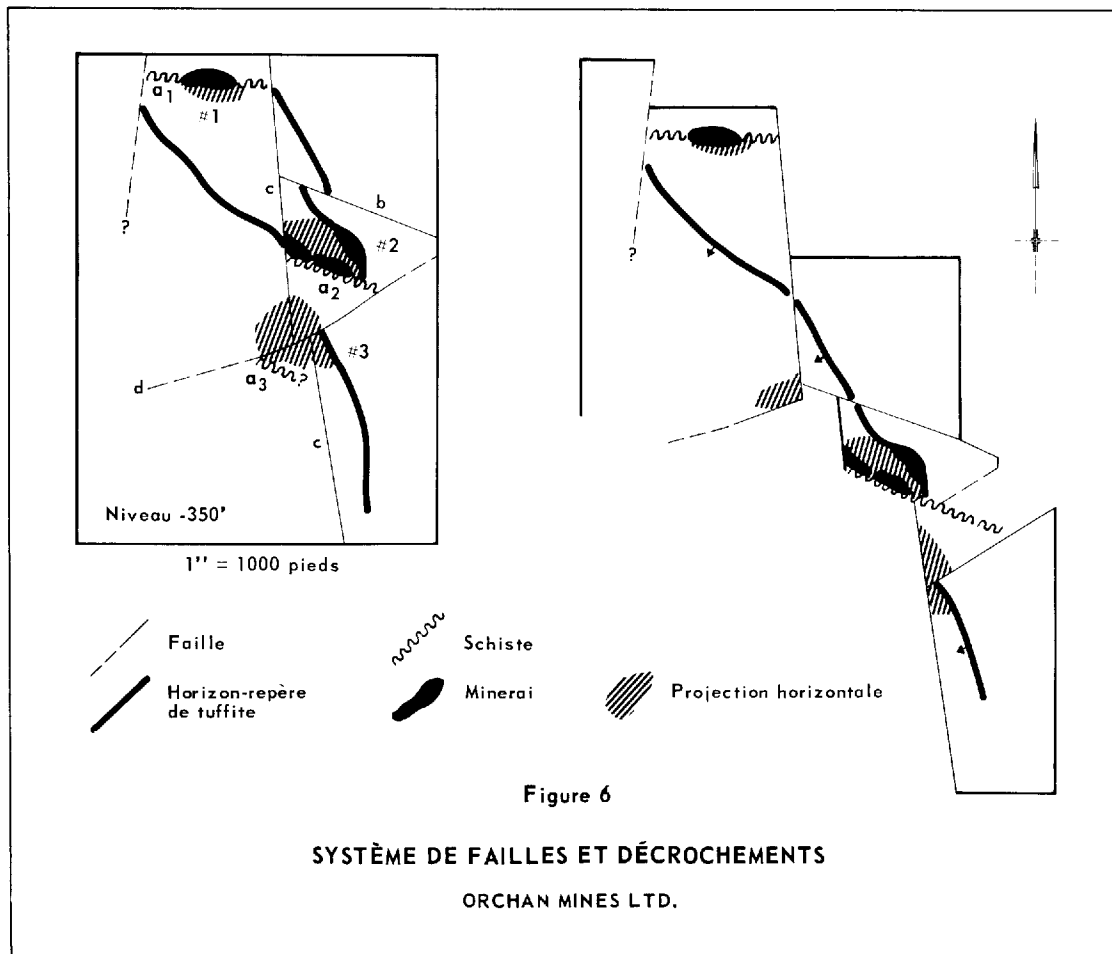 a1
#1
?
c
b
#2
a2
#3
a3
?
d
c
Niveau -350'
1" = 1000 pieds
?
Faille
Schiste
Horizon-repère
de tuffite
Minerai
Projection horizontale
Figure 6
SYSTÈME DE FAILLES ET DÉCROCHEMENTS
ORCHAN MINES LTD.